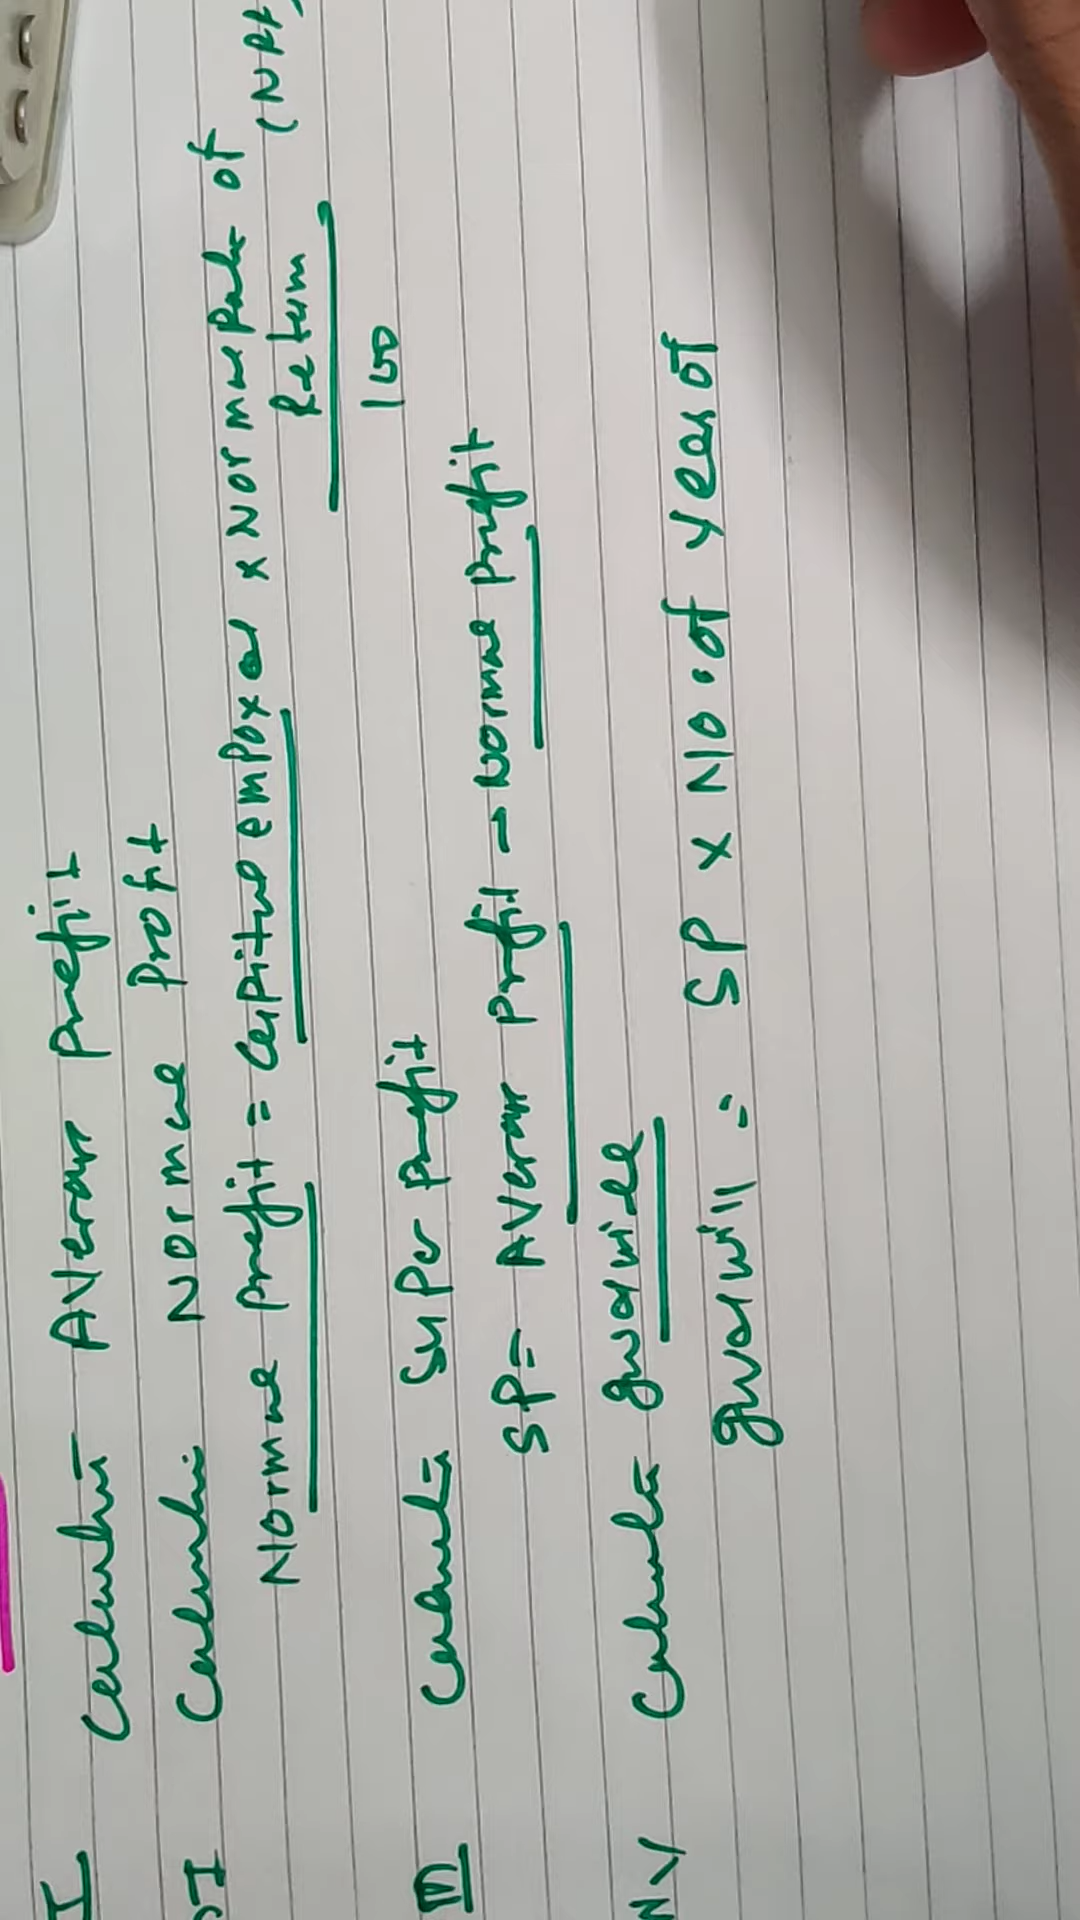 I Calculate Average Profit
II Calculate Normal Profit
Normal Profit = Capital employed x Normal Rate of
Return (NRR)
100
III Calculate Super Profit
SP = Average Profit - Normal Profit
IV Calculate goodwill
goodwill = SP x No. of Years of